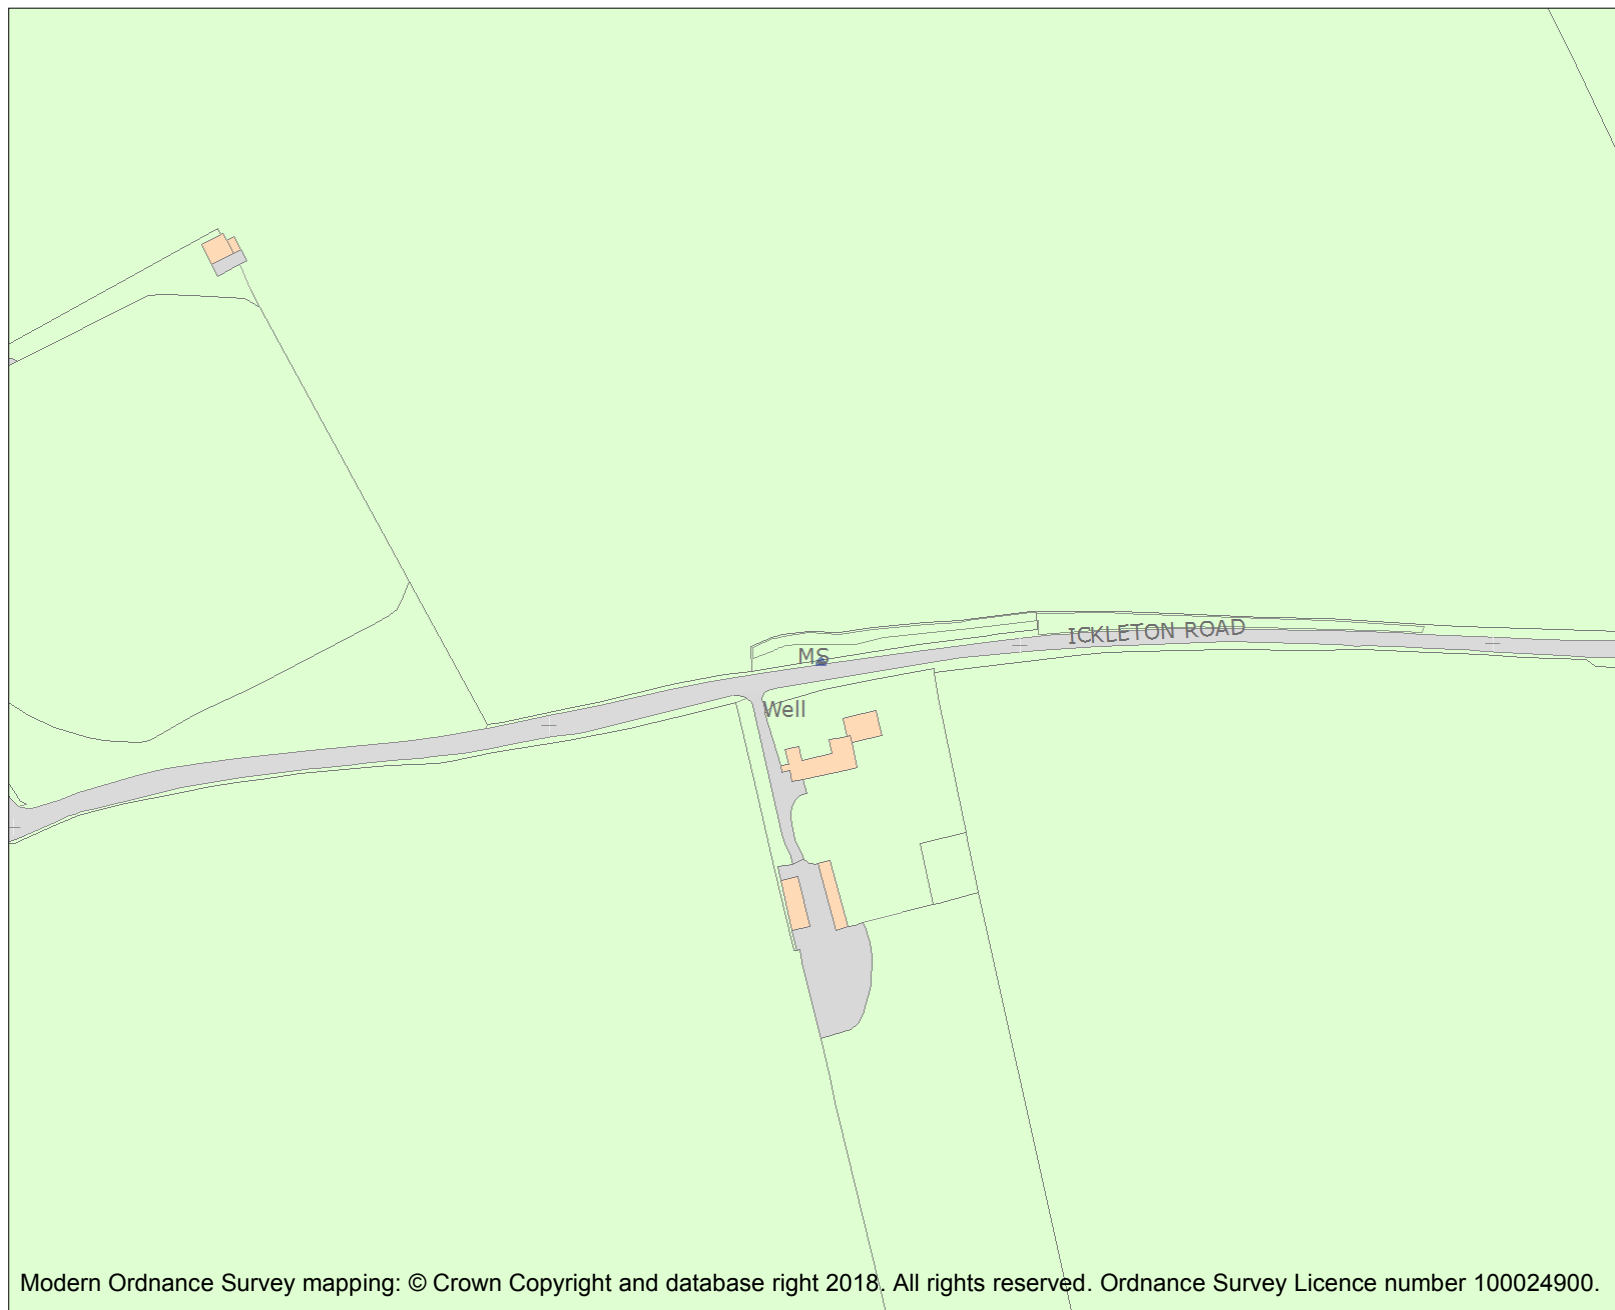 ICKLETON ROAD
MS
Well
Modern Ordnance Survey mapping: © Crown Copyright and database right 2018. All rights reserved. Ordnance Survey Licence number 100024900.